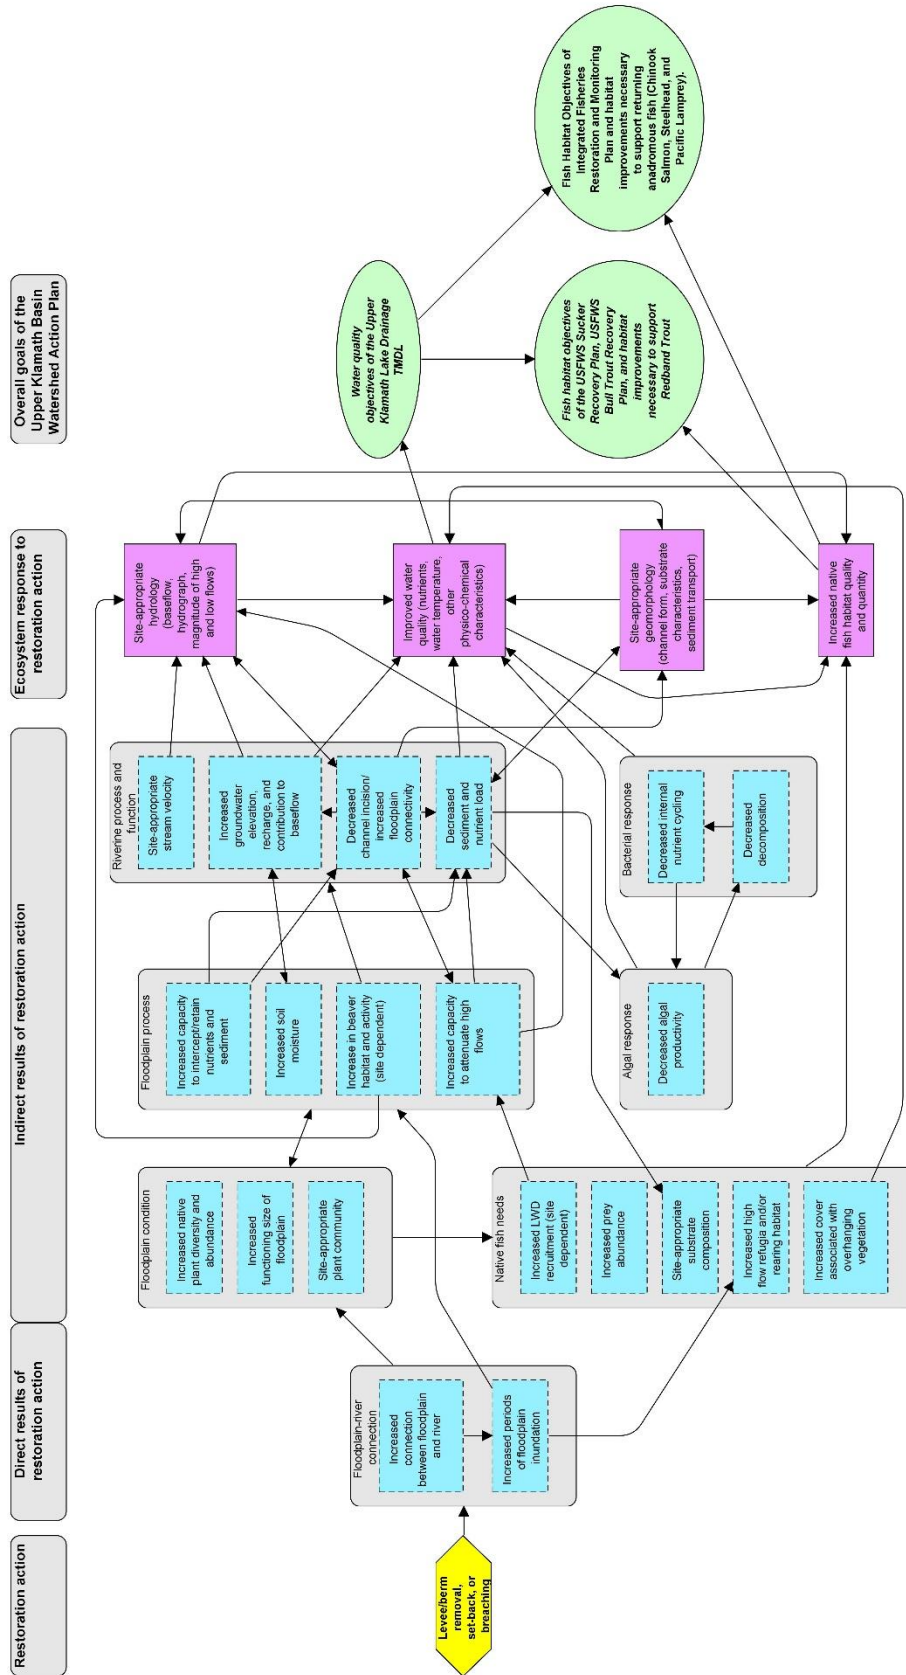 Restoration action
Direct results of
restoration action
Indirect results of restoration action
Ecosystem response to
restoration action
Overall goals of the
Upper Klamath Basin
Watershed Action Plan
Levee/berm
removal,
set-back, or
breaching
Floodplain-river
connection
Increased
connection
between floodplain
and river
Increased periods
of floodplain
inundation
Floodplain condition
Increased native
plant diversity and
abundance
Increased
functioning size of
floodplain
Site-appropriate
plant community
Native fish needs
Increased LWD
recruitment (site
dependent)
Increased prey
abundance
Site-appropriate
substrate
composition
Increased high
flow refugia and/or
rearing habitat
Increased cover
associated with
overhanging
vegetation
Floodplain process
Increased capacity
to intercept/retain
nutrients and
sediment
Increased soil
moisture
Increase in beaver
habitat and activity
(site dependent)
Increased capacity
to attenuate high
flows
Algal response
Decreased algal
productivity
Riverine process and
function
Site-appropriate
stream velocity
Increased
groundwater
elevation,
recharge, and
contribution to
baseflow
Decreased
channel incision/
increased
floodplain
connectivity
Decreased
sediment and
nutrient load
Bacterial response
Decreased internal
nutrient cycling
Decreased
decomposition
Site-appropriate
hydrology
(baseflow,
hydrograph,
magnitude of high
and low flows)
Improved water
quality (nutrients,
water temperature,
other
physico-chemical
characteristics)
Site-appropriate
geomorphology
(channel form, substrate
characteristics,
sediment transport)
Increased native
fish habitat quality
and quantity
Water quality
objectives of the Upper
Klamath Lake Drainage
TMDL
Fish habitat objectives
of the USFWS Sucker
Recovery Plan, USFWS
Bull Trout Recovery
Plan, and habitat
improvements
necessary to support
Redband Trout
Fish Habitat Objectives of
Integrated Fisheries
Restoration and Monitoring
Plan and habitat
improvements necessary
to support returning
anadromous fish (Chinook
Salmon, Steelhead, and
Pacific Lamprey).